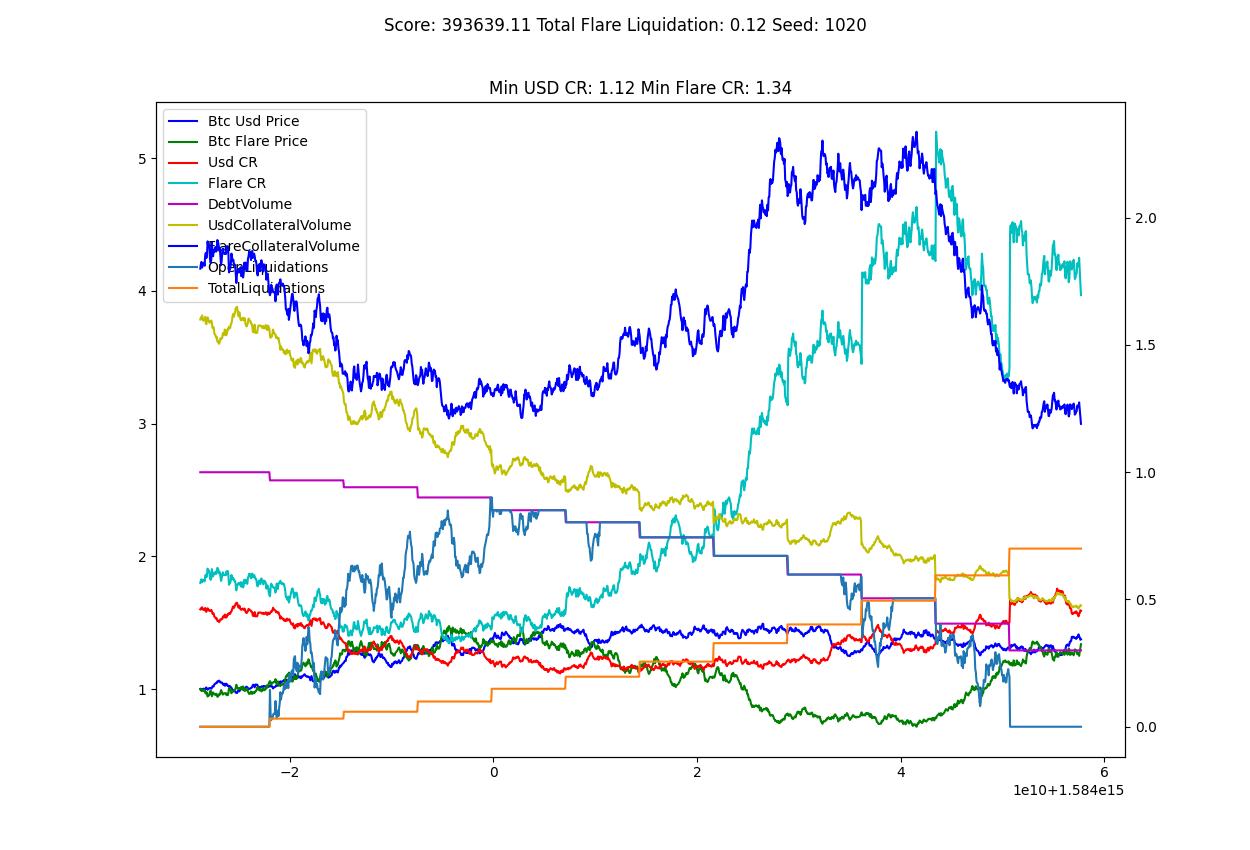 Score: 393639.11 Total Flare Liquidation: 0.12 Seed: 1020
Min USD CR: 1.12 Min Flare CR: 1.34
Btc Usd Price
Btc Flare Price
Usd CR
Flare CR
DebtVolume
UsdCollateralVolume
FlareCollateralVolume
OpenLiquidations
TotalLiquidations
5
4
3
2
1
2.0
1.5
1.0
0.5
0.0
−2
0
2
4
6
1e10+1.584e15